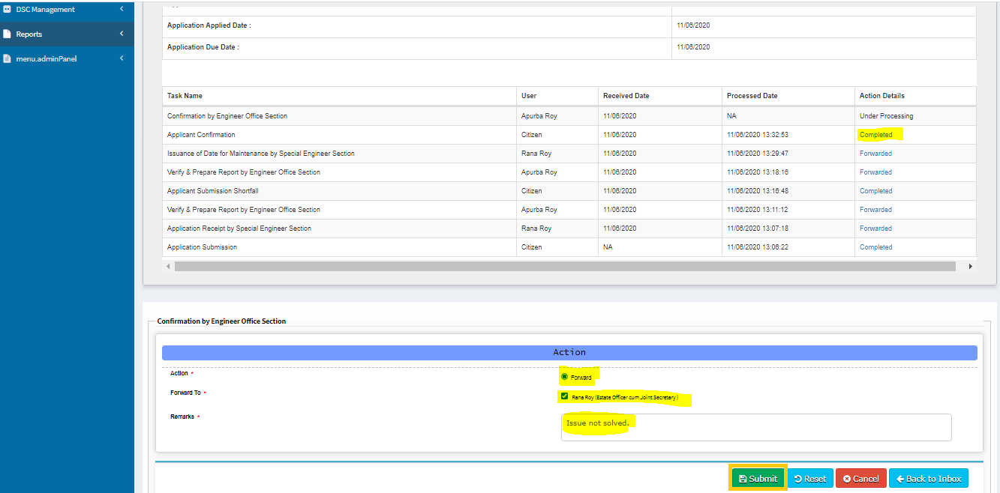 DSC Management
Reports
menu.adminPanel
Application Applied Date : 11/06/2020
Application Due Date : 11/06/2020
Task Name User Received Date Processed Date Action Details
Confirmation by Engineer Office Section Apurba Roy 11/06/2020 NA Under Processing
Applicant Confirmation Citizen 11/06/2020 11/06/2020 13:32:53 Completed
Issuance of Date for Maintenance by Special Engineer Section Rana Roy 11/06/2020 11/06/2020 13:29:47 Forwarded
Verify & Prepare Report by Engineer Office Section Apurba Roy 11/06/2020 11/06/2020 13:18:16 Forwarded
Applicant Submission Shortfall Citizen 11/06/2020 11/06/2020 13:16:48 Completed
Verify & Prepare Report by Engineer Office Section Apurba Roy 11/06/2020 11/06/2020 13:11:12 Forwarded
Application Receipt by Special Engineer Section Rana Roy 11/06/2020 11/06/2020 13:07:18 Forwarded
Application Submission Citizen NA 11/06/2020 13:06:22 Completed
Confirmation by Engineer Office Section
Action
Action * Forward
Forward To * Rana Roy (Estate Officer cum Joint Secretary )
Remarks * Issue not solved.
Submit Reset Cancel Back to Inbox